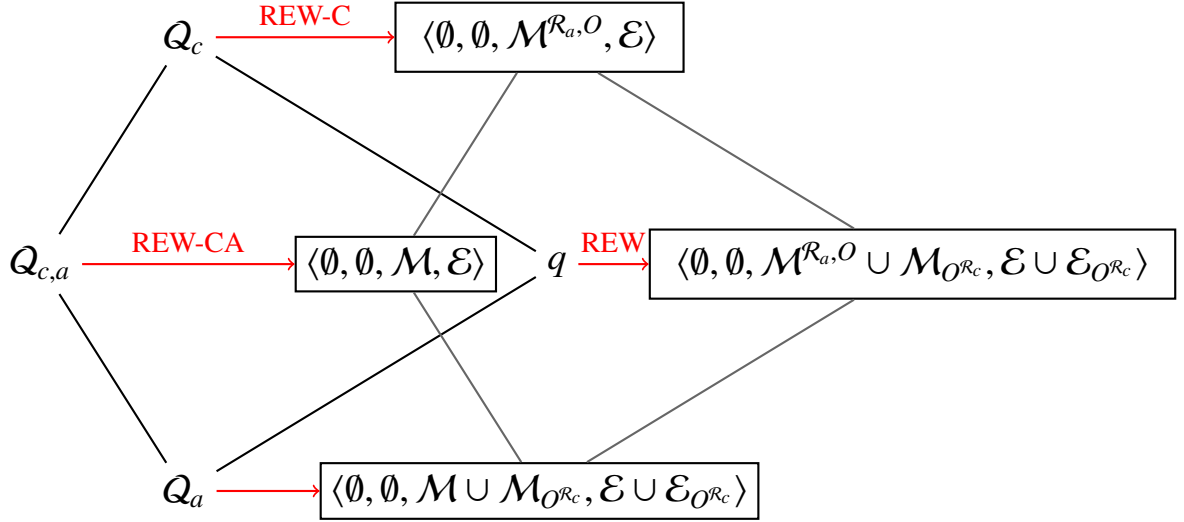 REW-C
𝒬_c ⟨∅, ∅, ℳ^{ℛ_a,O}, ℰ⟩
REW-CA REW
𝒬_{c,a} ⟨∅, ∅, ℳ, ℰ⟩ q ⟨∅, ∅, ℳ^{ℛ_a,O} ∪ ℳ_{O^{ℛ_c}}, ℰ ∪ ℰ_{O^{ℛ_c}}⟩
𝒬_a ⟨∅, ∅, ℳ ∪ ℳ_{O^{ℛ_c}}, ℰ ∪ ℰ_{O^{ℛ_c}}⟩